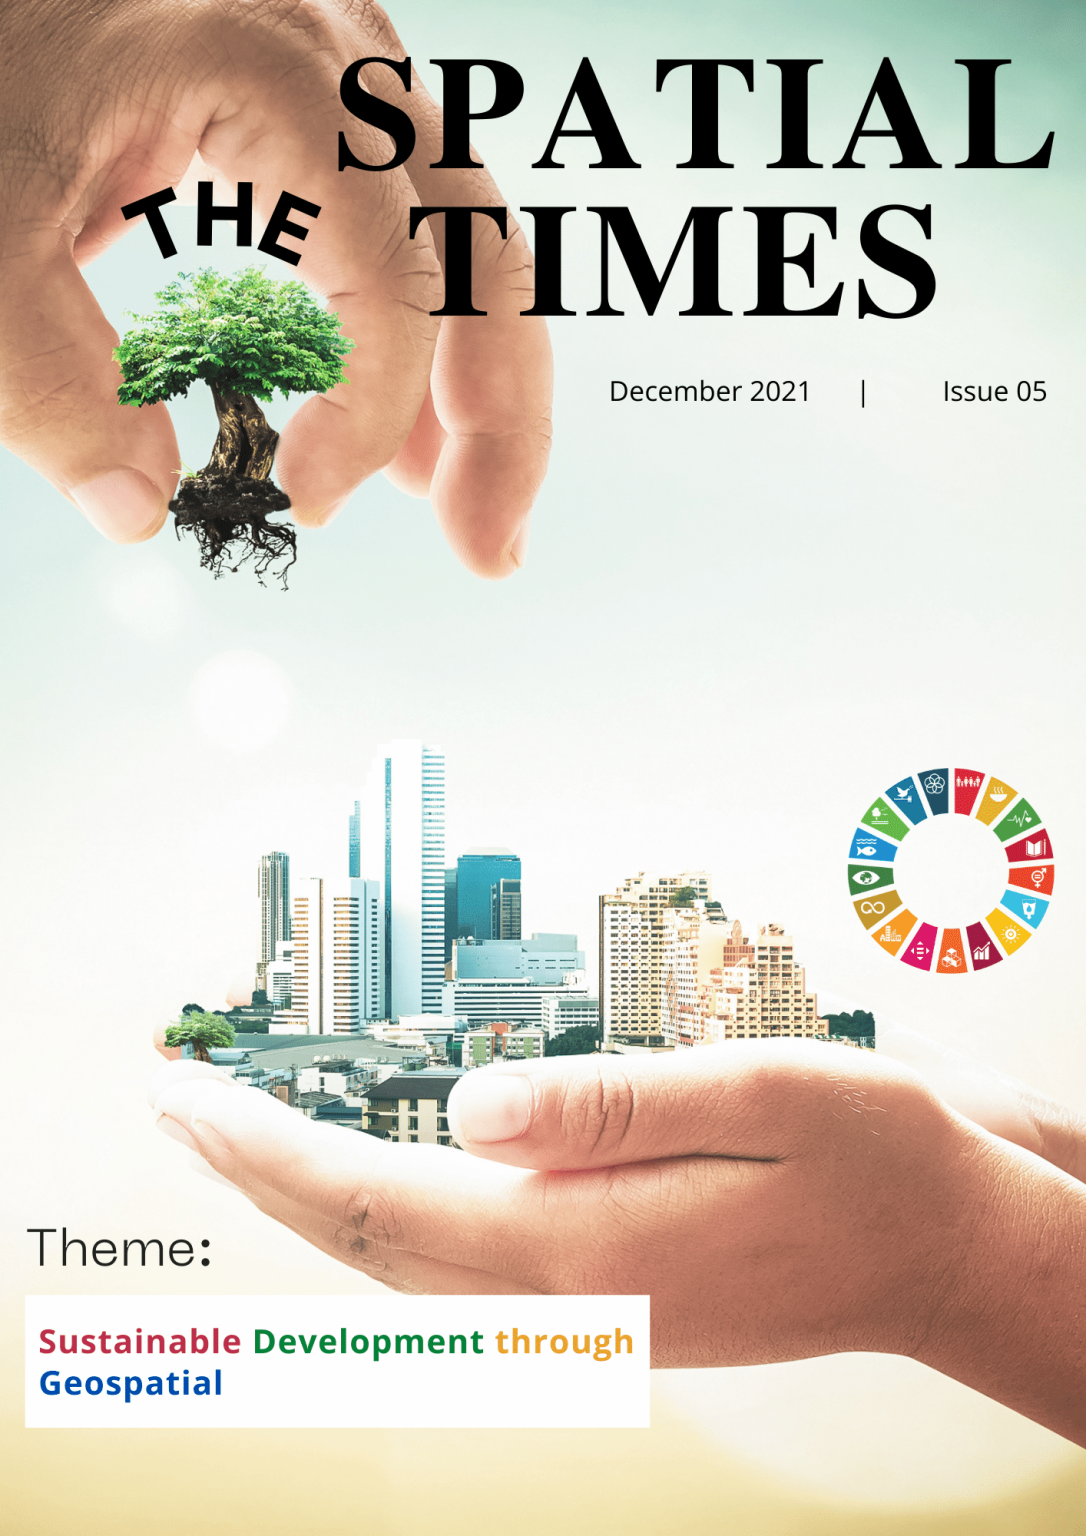 THE
SPATIAL
TIMES
December 2021 | Issue 05
Theme:
Sustainable Development through
Geospatial